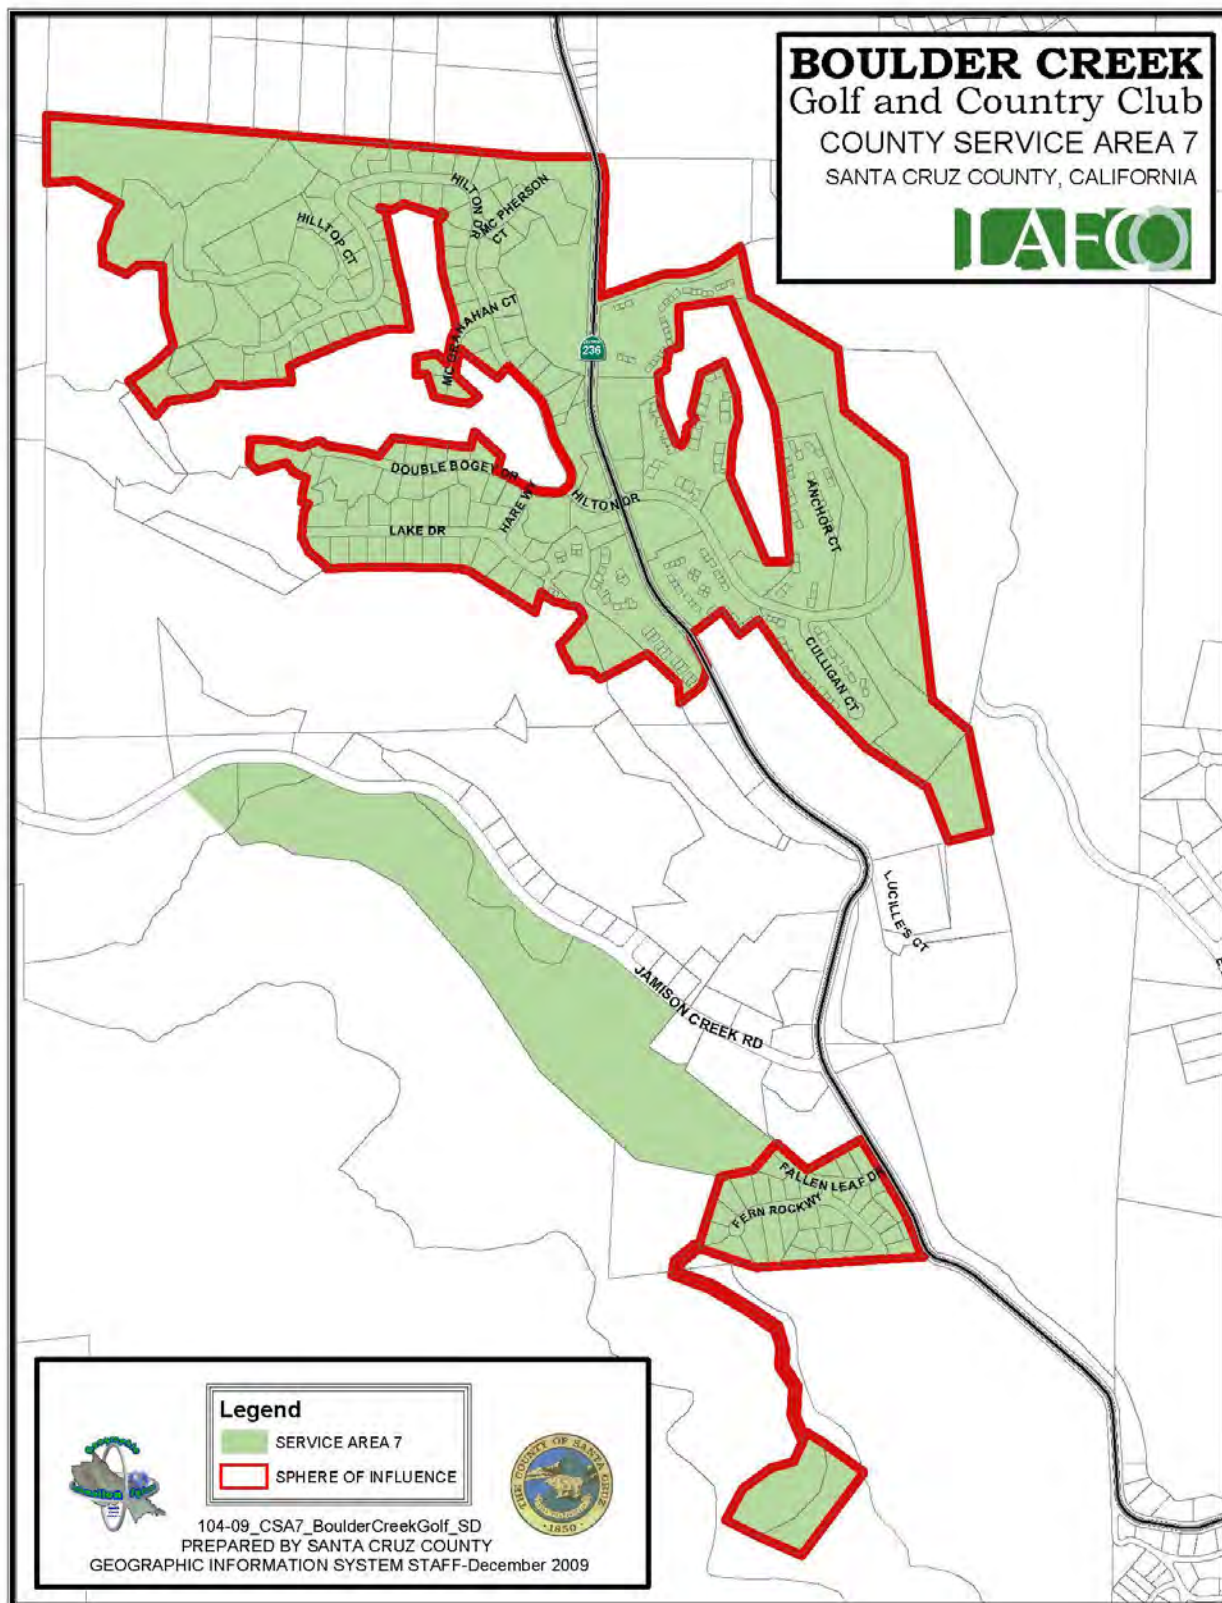 BOULDER CREEK
Golf and Country Club
COUNTY SERVICE AREA 7
SANTA CRUZ COUNTY, CALIFORNIA
LAFCO
HILTON DR
MC PHERSON
CT
HILLTOP CT
MC GRANAHAN CT
236
DOUBLE BOGEY DR
HARE WY
HILTON DR
LAKE DR
ANCHOR CT
CULLIGAN CT
LUCILLE'S CT
JAMISON CREEK RD
FALLEN LEAF DR
FERN ROCK WY
Legend
SERVICE AREA 7
SPHERE OF INFLUENCE
THE COUNTY OF SANTA CRUZ
1850
104-09_CSA7_BoulderCreekGolf_SD
PREPARED BY SANTA CRUZ COUNTY
GEOGRAPHIC INFORMATION SYSTEM STAFF-December 2009